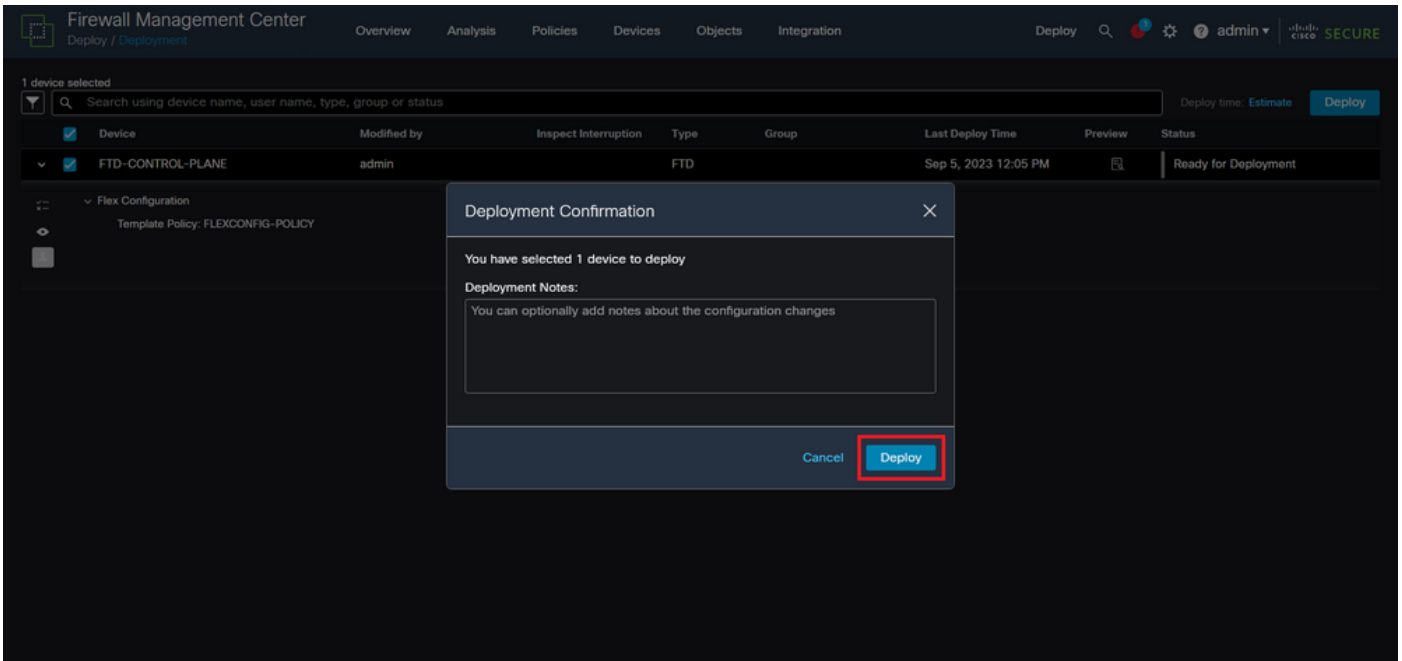 Firewall Management Center
Deploy / Deployment
Overview Analysis Policies Devices Objects Integration Deploy 1 ? admin cisco SECURE
1 device selected
Search using device name, user name, type, group or status Deploy time: Estimate Deploy
Device Modified by Inspect Interruption Type Group Last Deploy Time Preview Status
FTD-CONTROL-PLANE admin FTD Sep 5, 2023 12:05 PM Ready for Deployment
Flex Configuration
Template Policy: FLEXCONFIG-POLICY
Deployment Confirmation
You have selected 1 device to deploy
Deployment Notes:
You can optionally add notes about the configuration changes
Cancel Deploy